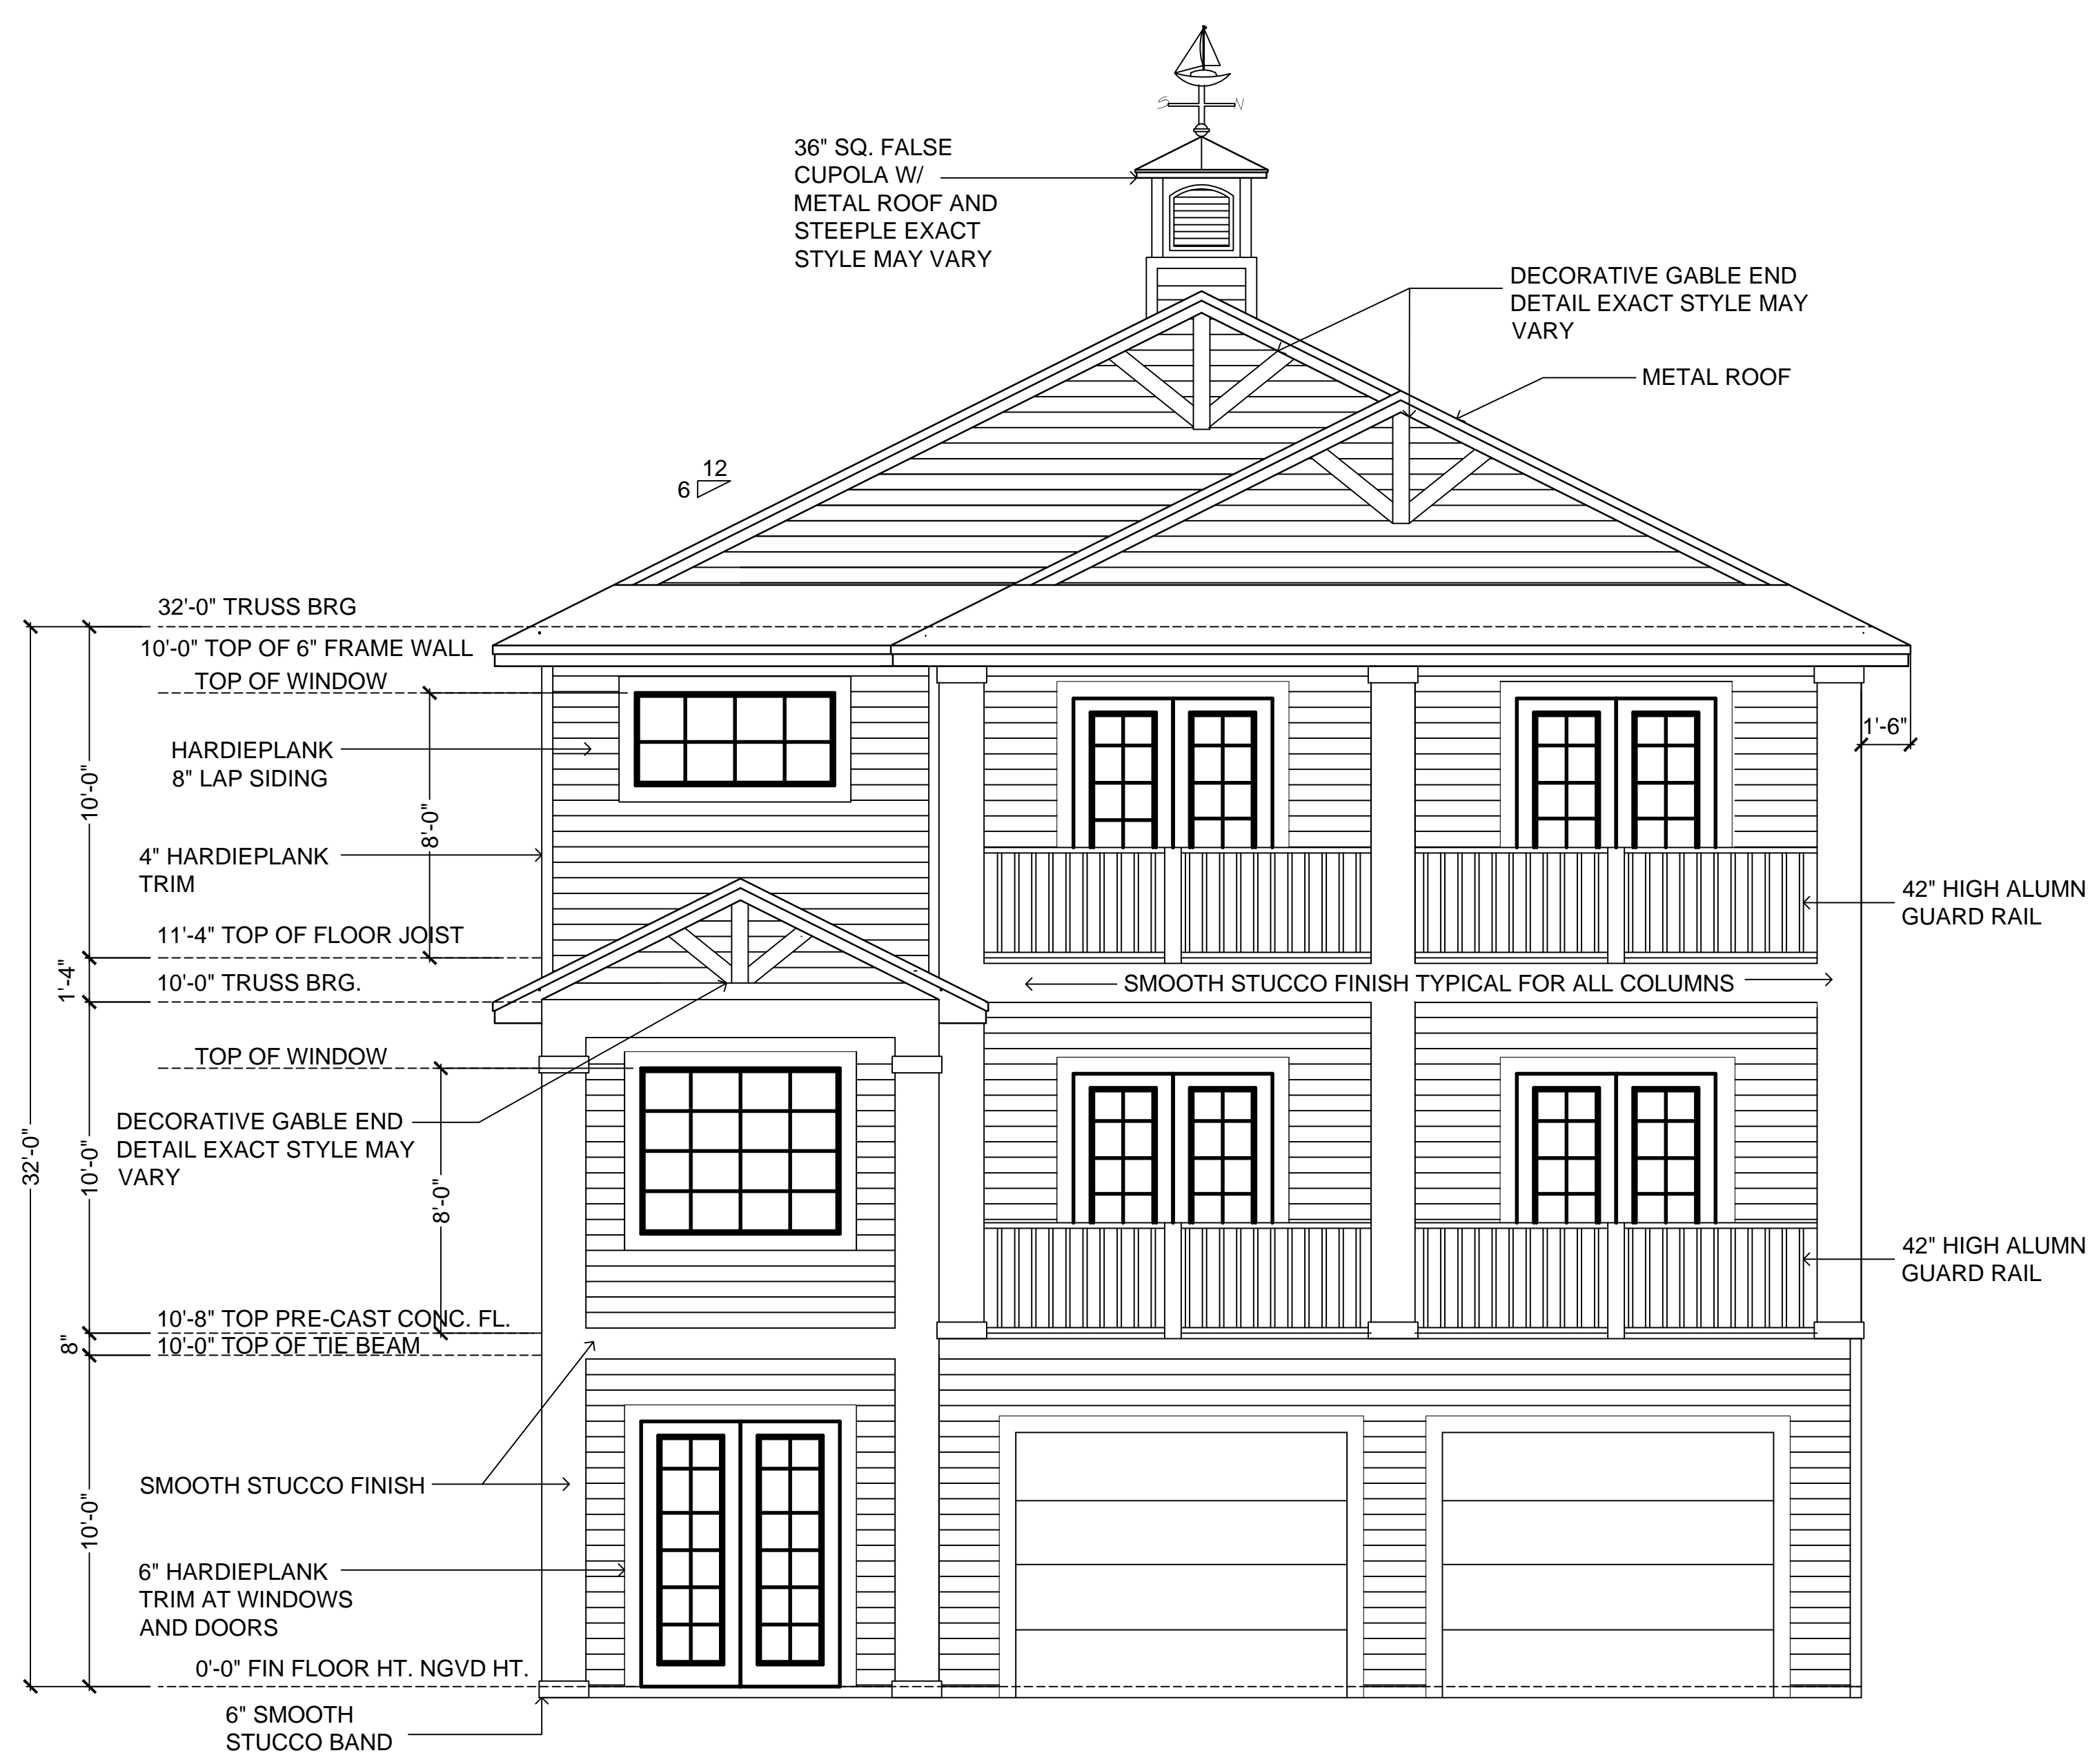 S N
36" SQ. FALSE
CUPOLA W/
METAL ROOF AND
STEEPLE EXACT
STYLE MAY VARY
DECORATIVE GABLE END
DETAIL EXACT STYLE MAY
VARY
METAL ROOF
12
6
32'-0" TRUSS BRG
10'-0" TOP OF 6" FRAME WALL
TOP OF WINDOW
1'-6"
HARDIEPLANK
8" LAP SIDING
10'-0"
8'-0"
4" HARDIEPLANK
TRIM
42" HIGH ALUMN
GUARD RAIL
11'-4" TOP OF FLOOR JOIST
1'-4"
10'-0" TRUSS BRG.
SMOOTH STUCCO FINISH TYPICAL FOR ALL COLUMNS
TOP OF WINDOW
DECORATIVE GABLE END
DETAIL EXACT STYLE MAY
VARY
32'-0"
10'-0"
8'-0"
42" HIGH ALUMN
GUARD RAIL
10'-8" TOP PRE-CAST CONC. FL.
8"
10'-0" TOP OF TIE BEAM
SMOOTH STUCCO FINISH
10'-0"
6" HARDIEPLANK
TRIM AT WINDOWS
AND DOORS
0'-0" FIN FLOOR HT. NGVD HT.
6" SMOOTH
STUCCO BAND